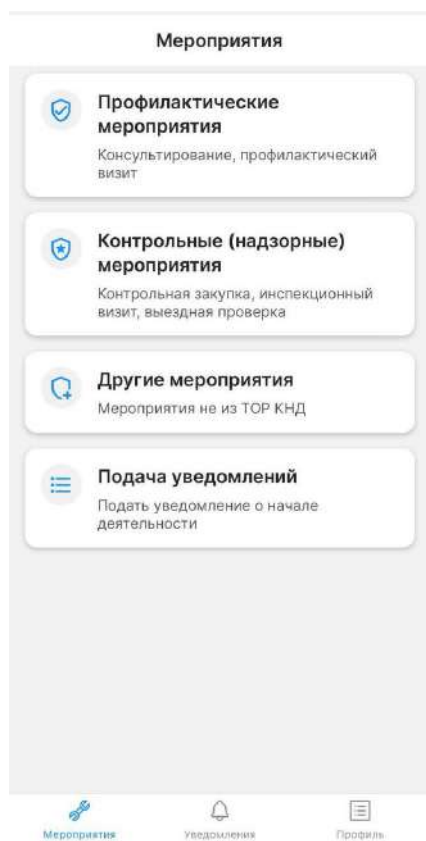 Мероприятия
Профилактические
мероприятия
Консультирование, профилактический
визит
Контрольные (надзорные)
мероприятия
Контрольная закупка, инспекционный
визит, выездная проверка
Другие мероприятия
Мероприятия не из ТОР КНД
Подача уведомлений
Подать уведомление о начале
деятельности
Мероприятия
Уведомления
Профиль